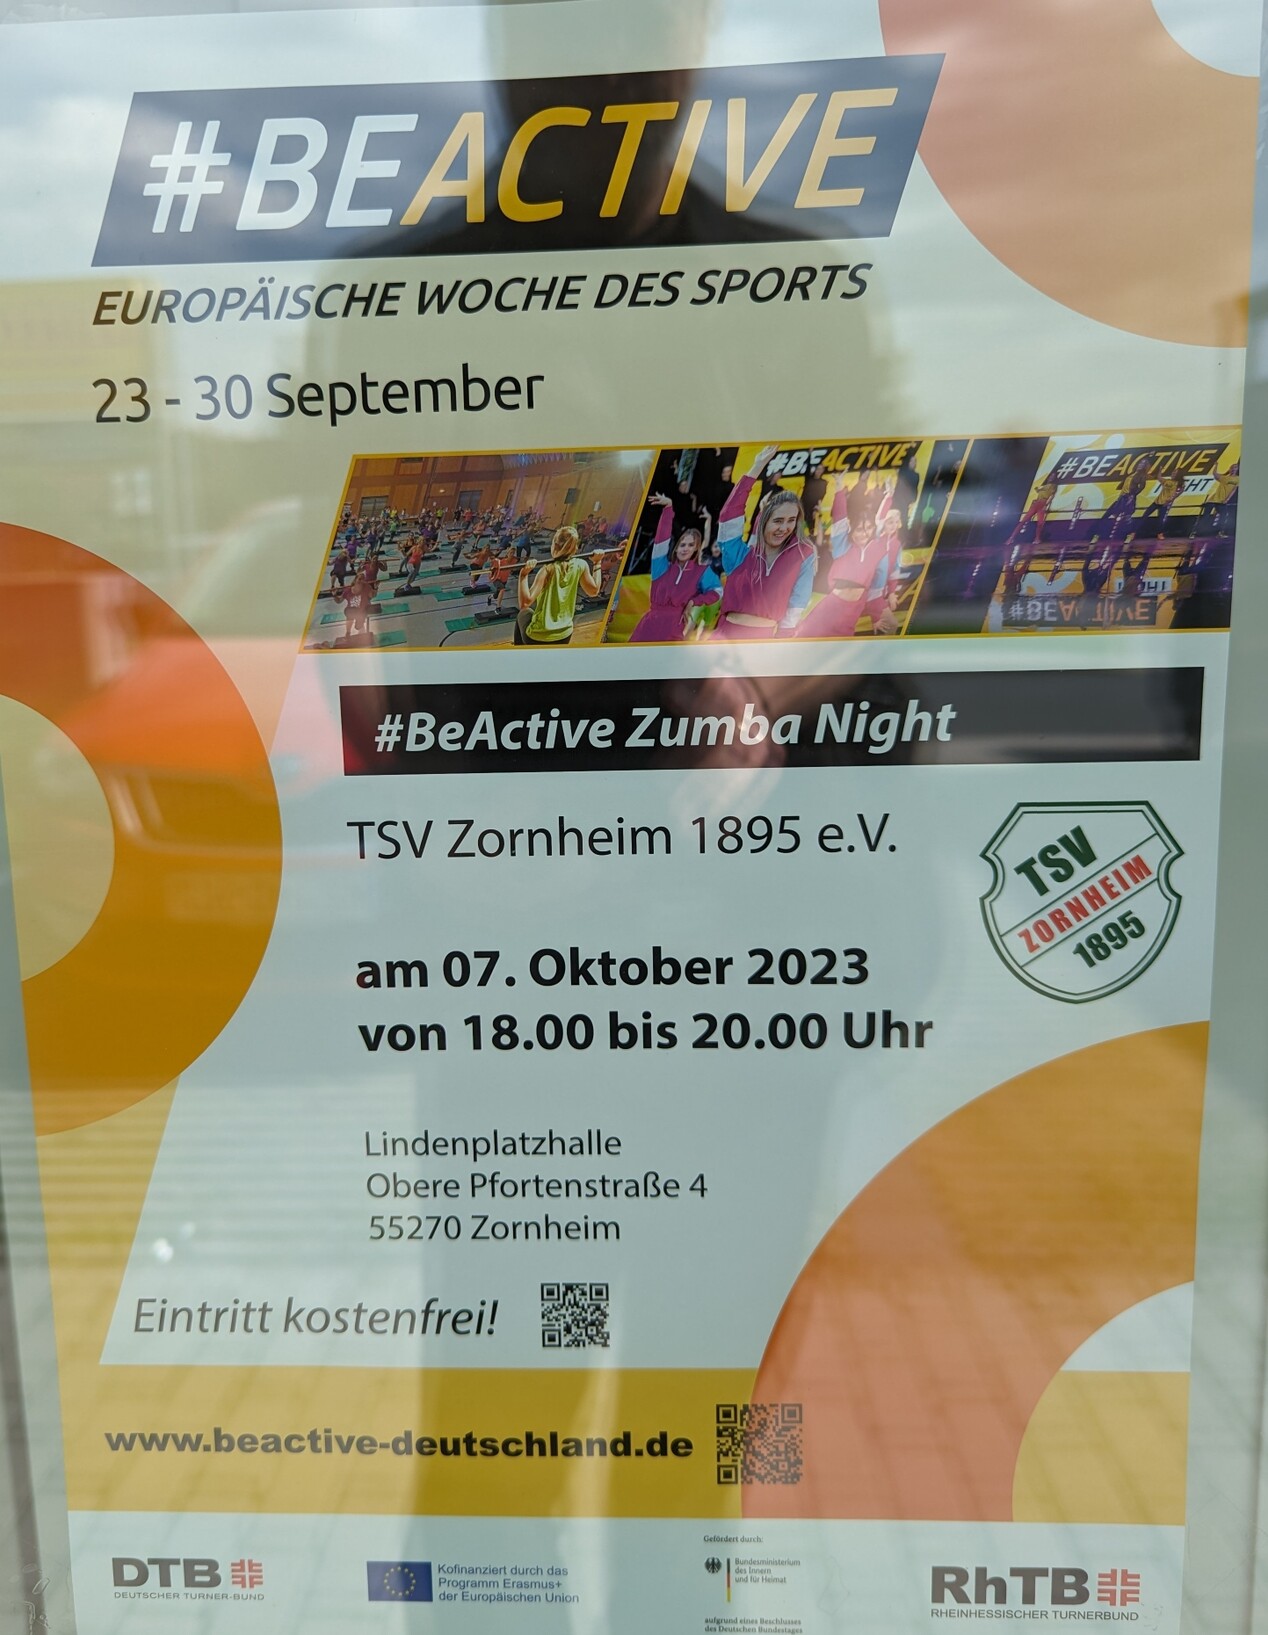 #BEACTIVE
EUROPÄISCHE WOCHE DES SPORTS
23 - 30 September
#BEACTIVE
#BEACTIVE
#BeActive Zumba Night
TSV Zornheim 1895 e.V.
TSV
ZORNHEIM
1895
am 07. Oktober 2023
von 18.00 bis 20.00 Uhr
Lindenplatzhalle
Obere Pfortenstraße 4
55270 Zornheim
Eintritt kostenfrei!
www.beactive-deutschland.de
DTB
DEUTSCHER TURNER-BUND
Kofinanziert durch das
Programm Erasmus+
der Europäischen Union
Gefördert durch:
Bundesministerium
des Innern
und für Heimat
aufgrund eines Beschlusses
des Deutschen Bundestages
RhTB
RHEINHESSISCHER TURNERBUND